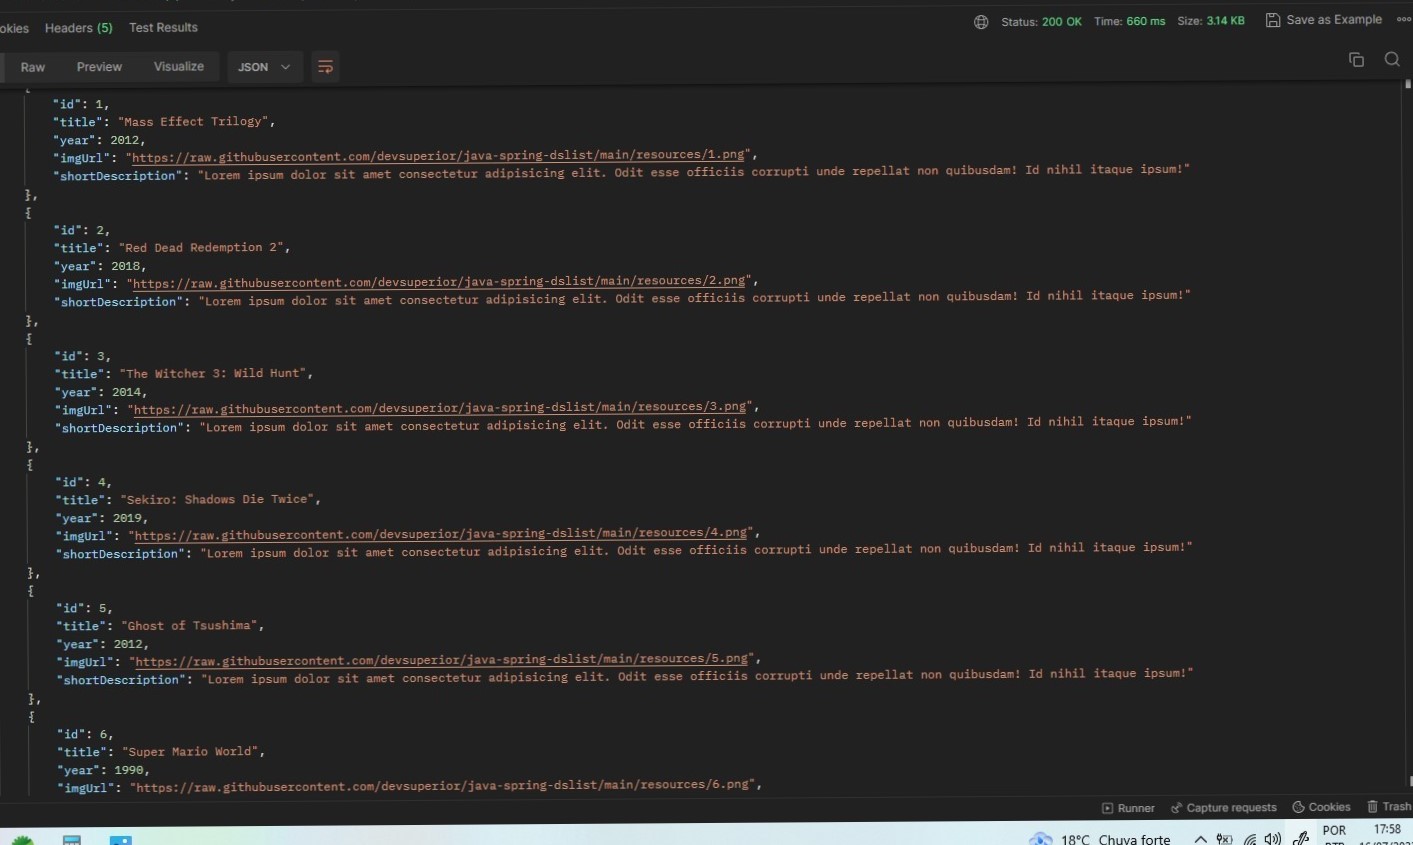 okies Headers (5) Test Results Status: 200 OK Time: 660 ms Size: 3.14 KB Save as Example
Raw Preview Visualize JSON
{
"id": 1,
"title": "Mass Effect Trilogy",
"year": 2012,
"imgUrl": "https://raw.githubusercontent.com/devsuperior/java-spring-dslist/main/resources/1.png",
"shortDescription": "Lorem ipsum dolor sit amet consectetur adipisicing elit. Odit esse officiis corrupti unde repellat non quibusdam! Id nihil itaque ipsum!"
},
{
"id": 2,
"title": "Red Dead Redemption 2",
"year": 2018,
"imgUrl": "https://raw.githubusercontent.com/devsuperior/java-spring-dslist/main/resources/2.png",
"shortDescription": "Lorem ipsum dolor sit amet consectetur adipisicing elit. Odit esse officiis corrupti unde repellat non quibusdam! Id nihil itaque ipsum!"
},
{
"id": 3,
"title": "The Witcher 3: Wild Hunt",
"year": 2014,
"imgUrl": "https://raw.githubusercontent.com/devsuperior/java-spring-dslist/main/resources/3.png",
"shortDescription": "Lorem ipsum dolor sit amet consectetur adipisicing elit. Odit esse officiis corrupti unde repellat non quibusdam! Id nihil itaque ipsum!"
},
{
"id": 4,
"title": "Sekiro: Shadows Die Twice",
"year": 2019,
"imgUrl": "https://raw.githubusercontent.com/devsuperior/java-spring-dslist/main/resources/4.png",
"shortDescription": "Lorem ipsum dolor sit amet consectetur adipisicing elit. Odit esse officiis corrupti unde repellat non quibusdam! Id nihil itaque ipsum!"
},
{
"id": 5,
"title": "Ghost of Tsushima",
"year": 2012,
"imgUrl": "https://raw.githubusercontent.com/devsuperior/java-spring-dslist/main/resources/5.png",
"shortDescription": "Lorem ipsum dolor sit amet consectetur adipisicing elit. Odit esse officiis corrupti unde repellat non quibusdam! Id nihil itaque ipsum!"
},
{
"id": 6,
"title": "Super Mario World",
"year": 1990,
"imgUrl": "https://raw.githubusercontent.com/devsuperior/java-spring-dslist/main/resources/6.png",
Runner Capture requests Cookies Trash
18°C Chuva forte POR 17:58